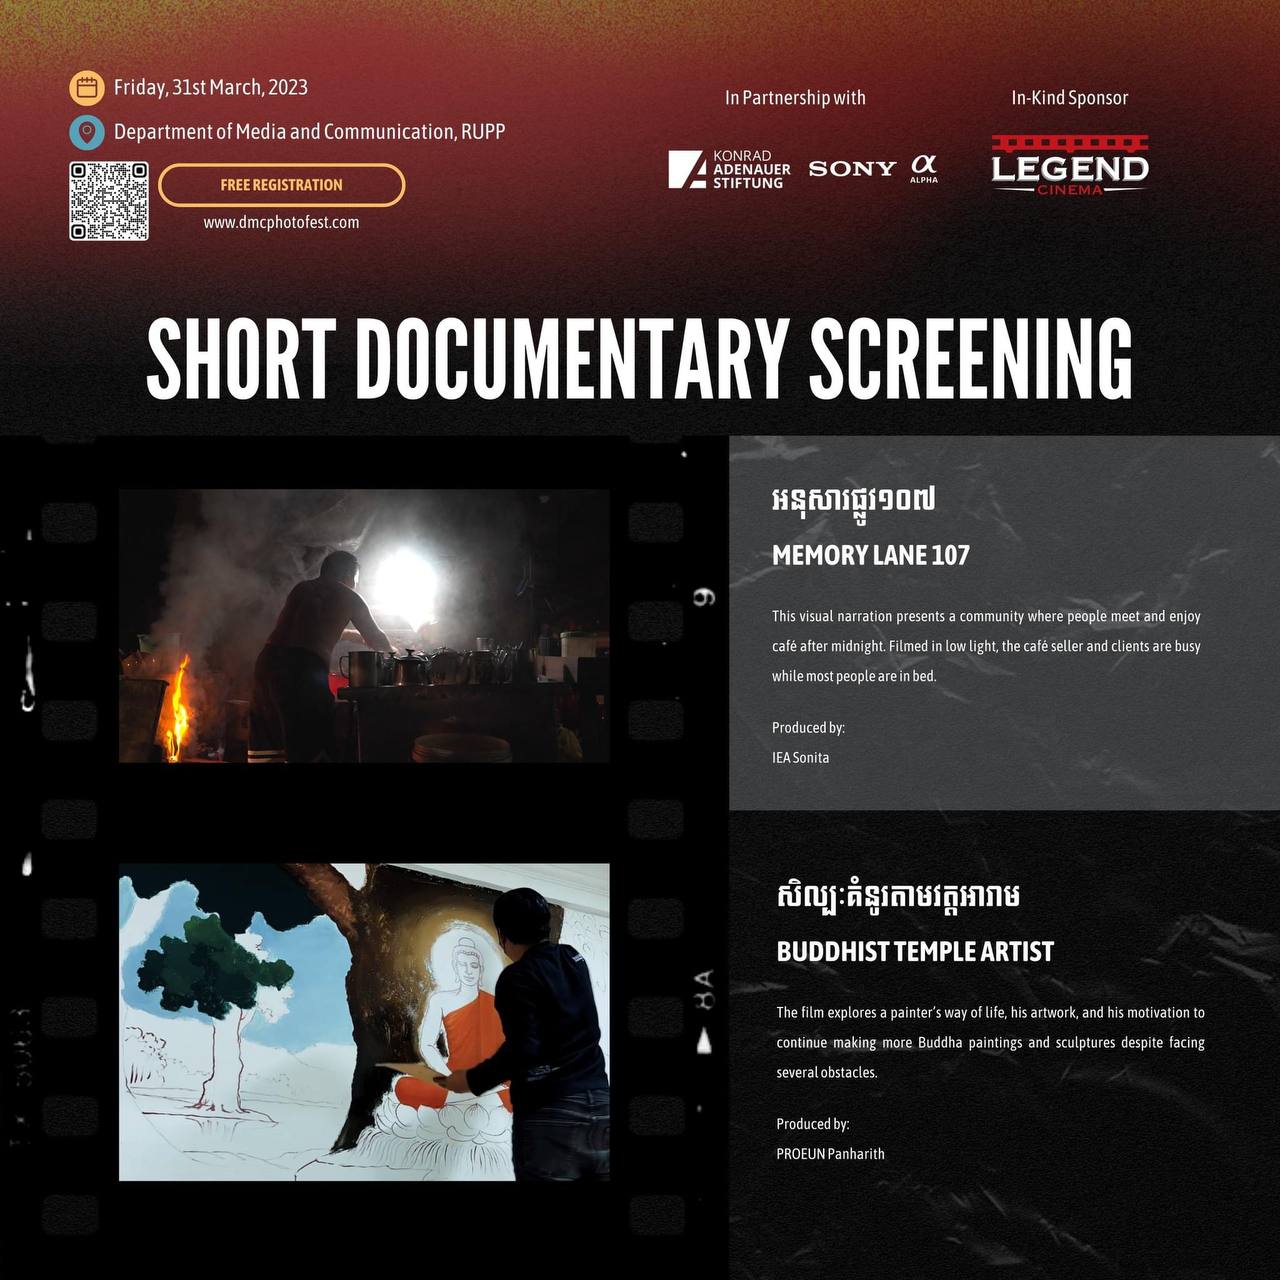 Friday, 31st March, 2023
Department of Media and Communication, RUPP
FREE REGISTRATION
www.dmcphotofest.com
In Partnership with
KONRAD
ADENAUER
STIFTUNG
SONY
α
ALPHA
In-Kind Sponsor
LEGEND
CINEMA
SHORT DOCUMENTARY SCREENING
9
អនុសារផ្លូវ១០៧
MEMORY LANE 107
This visual narration presents a community where people meet and enjoy
café after midnight. Filmed in low light, the café seller and clients are busy
while most people are in bed.
Produced by:
IEA Sonita
8A
សិល្បៈគំនូរតាមវត្តអារាម
BUDDHIST TEMPLE ARTIST
The film explores a painter’s way of life, his artwork, and his motivation to
continue making more Buddha paintings and sculptures despite facing
several obstacles.
Produced by:
PROEUN Panharith